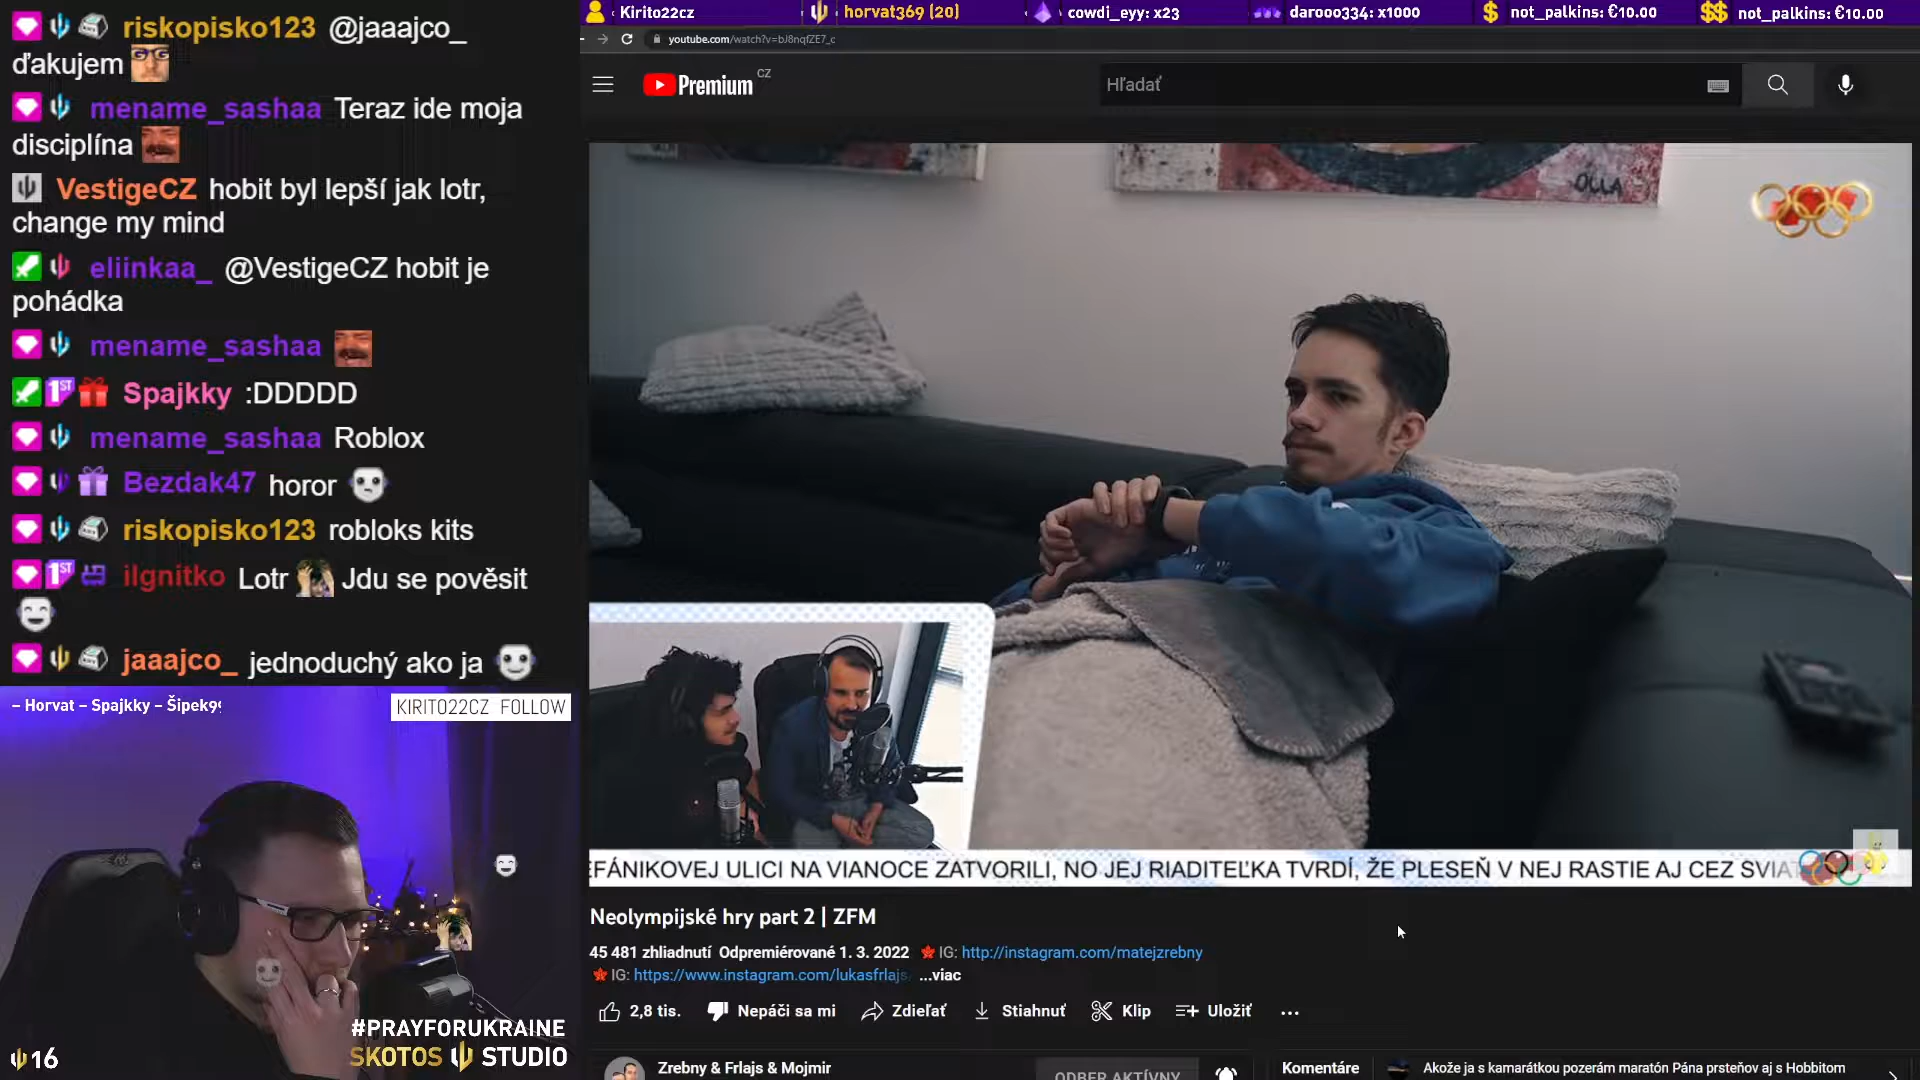 riskopisko123 @jaaajco_
ďakujem
mename_sashaa Teraz ide moja
disciplína
VestigeCZ hobit byl lepší jak lotr,
change my mind
eliinkaa_ @VestigeCZ hobit je
pohádka
mename_sashaa
1ST Spajkky :DDDDD
mename_sashaa Roblox
Bezdak47 horor
riskopisko123 robloks kits
1ST ilgnitko Lotr Jdu se pověsit
jaaajco_ jednoduchý ako ja
– Horvat – Spajkky – Šipek9
KIRITO22CZ FOLLOW
#PRAYFORUKRAINE
SKOTOS STUDIO
16
Kirito22cz
horvat369 (20)
cowdi_eyy: x23
darooo334: x1000
$ not_palkins: €10.00
$$ not_palkins: €10.00
youtube.com/watch?v=bJ8nqfZE7_c
Premium CZ
Hľadať
OLLA
EFÁNIKOVEJ ULICI NA VIANOCE ZATVORILI, NO JEJ RIADITEĽKA TVRDÍ, ŽE PLESEŇ V NEJ RASTIE AJ CEZ SVIA
Neolympijské hry part 2 | ZFM
45 481 zhliadnutí Odpremiérované 1. 3. 2022 IG: http://instagram.com/matejzrebny
IG: https://www.instagram.com/lukasfrlajs ...viac
2,8 tis. Nepáči sa mi Zdieľať Stiahnuť Klip Uložiť
Zrebny & Frlajs & Mojmir
ODBER AKTÍVNY
Komentáre
Akože ja s kamarátkou pozerám maratón Pána prsteňov aj s Hobbitom